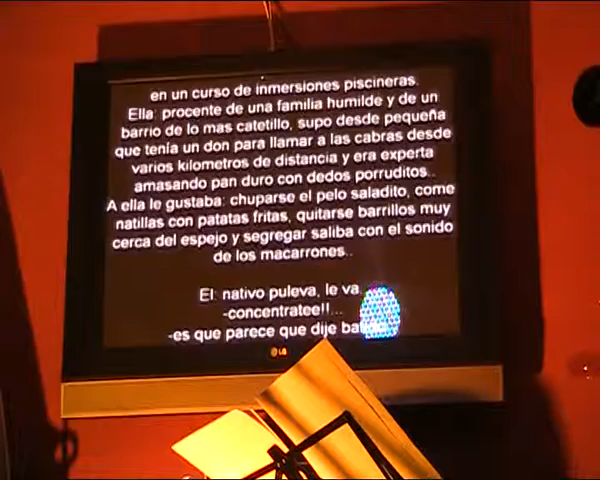 en un curso de inmersiones piscineras.
Ella: procente de una familia humilde y de un
barrio de lo mas catetillo, supo desde pequeña
que tenía un don para llamar a las cabras desde
varios kilometros de distancia y era experta
amasando pan duro con dedos porruditos..
A ella le gustaba: chuparse el pelo saladito, come
natillas con patatas fritas, quitarse barrillos muy
cerca del espejo y segregar saliba con el sonido
de los macarrones..
El: nativo puleva, le va
-concentratee!!...
-es que parece que dije
LG